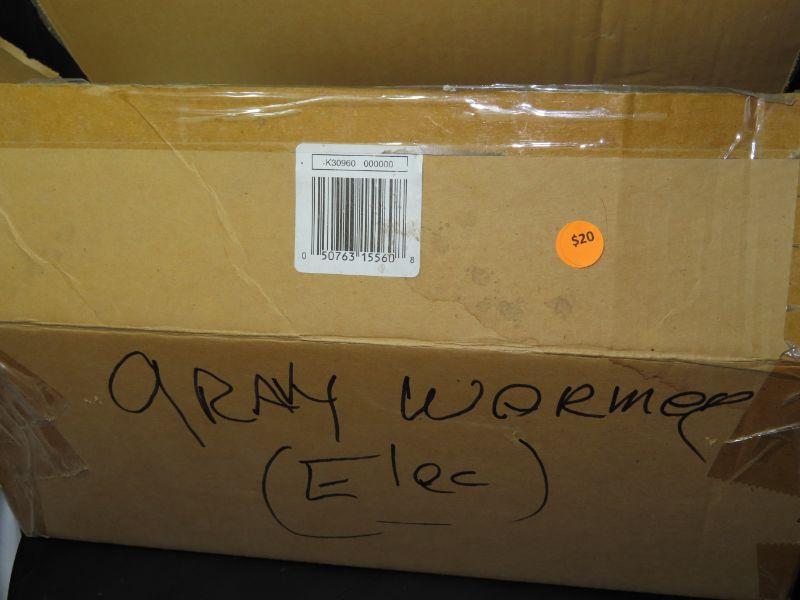 K30960 000000
0 50763 15560 8
$20
GRAVY WARMER
(Elec)